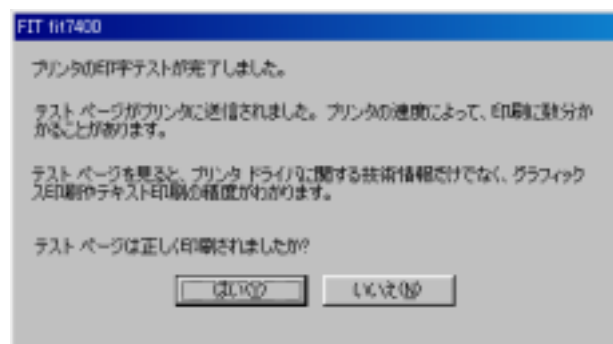 FIT fit7400
プリンタの印字テストが完了しました。
テスト ページがプリンタに送信されました。プリンタの速度によって、印刷に数分か
かることがあります。
テスト ページを見ると、プリンタ ドライバに関する技術情報だけでなく、グラフィック
ス印刷やテキスト印刷の精度がわかります。
テスト ページは正しく印刷されましたか?
はい(Y)
いいえ(N)